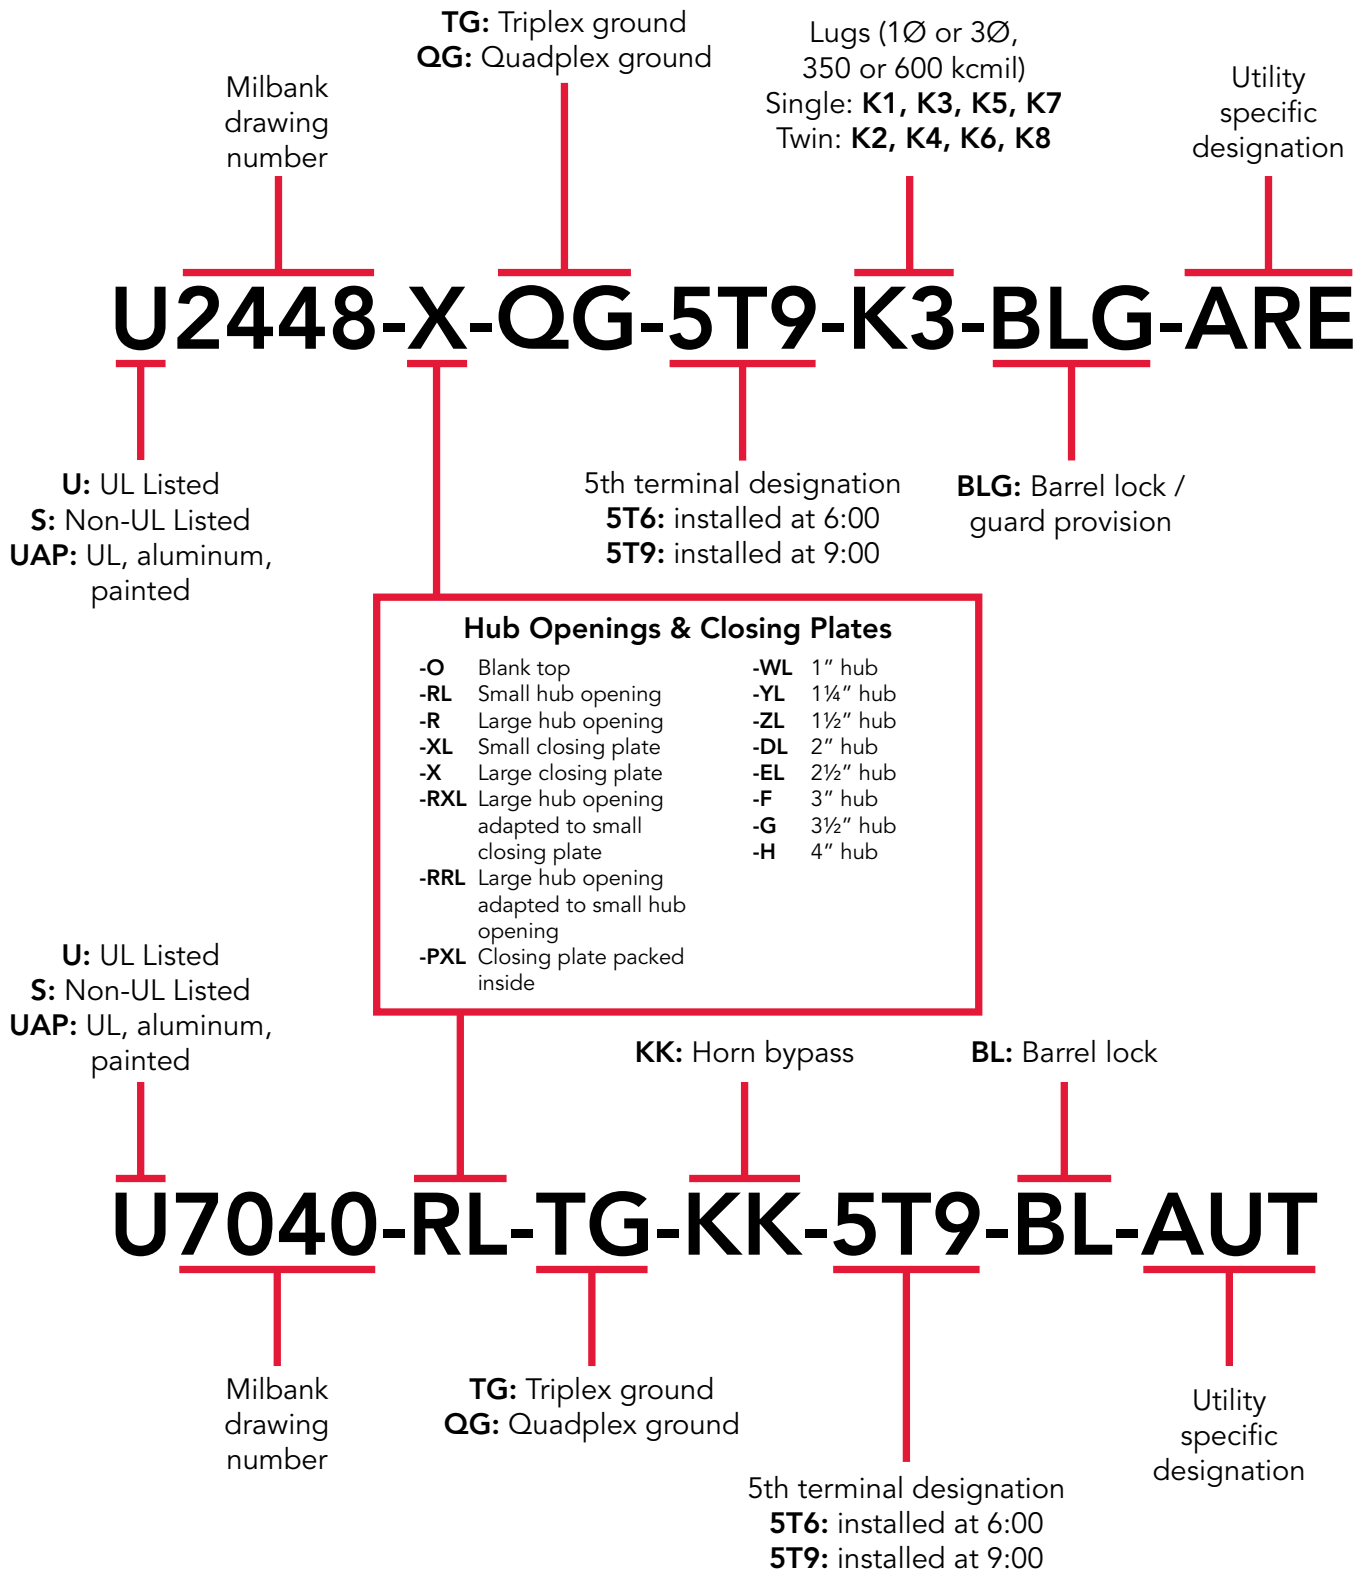 TG: Triplex ground
QG: Quadplex ground
Lugs (1Ø or 3Ø,
350 or 600 kcmil)
Single: K1, K3, K5, K7
Twin: K2, K4, K6, K8
Milbank
drawing
number
Utility
specific
designation
U2448-X-QG-5T9-K3-BLG-ARE
U: UL Listed
S: Non-UL Listed
UAP: UL, aluminum,
painted
5th terminal designation
5T6: installed at 6:00
5T9: installed at 9:00
BLG: Barrel lock /
guard provision
Hub Openings & Closing Plates
-O Blank top
-RL Small hub opening
-R Large hub opening
-XL Small closing plate
-X Large closing plate
-RXL Large hub opening
adapted to small
closing plate
-RRL Large hub opening
adapted to small hub
opening
-PXL Closing plate packed
inside
-WL 1” hub
-YL 1¼” hub
-ZL 1½” hub
-DL 2” hub
-EL 2½” hub
-F 3” hub
-G 3½” hub
-H 4” hub
U: UL Listed
S: Non-UL Listed
UAP: UL, aluminum,
painted
KK: Horn bypass
BL: Barrel lock
U7040-RL-TG-KK-5T9-BL-AUT
Milbank
drawing
number
TG: Triplex ground
QG: Quadplex ground
5th terminal designation
5T6: installed at 6:00
5T9: installed at 9:00
Utility
specific
designation